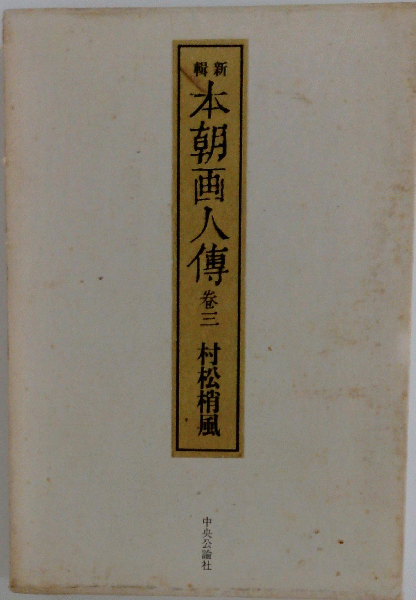 新輯
本朝画人傳
巻三
村松梢風
中央公論社